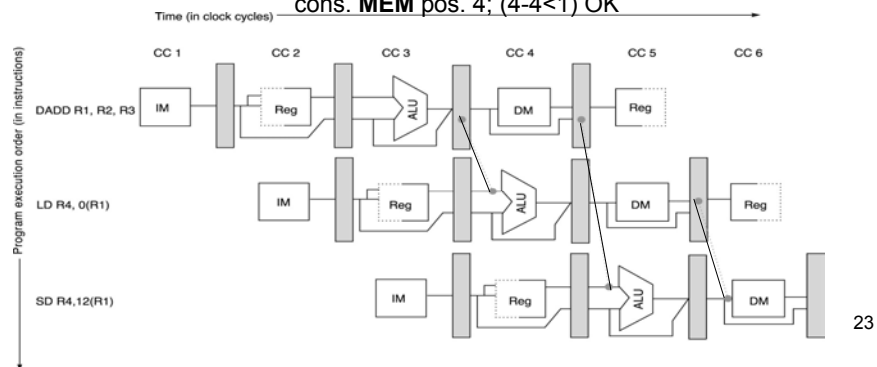 cons. MEM pos. 4; (4-4<1) OK
Time (in clock cycles)
CC 1 CC 2 CC 3 CC 4 CC 5 CC 6
Program execution order (in instructions)
DADD R1, R2, R3 IM Reg ALU DM Reg
LD R4, 0(R1) IM Reg ALU DM Reg
SD R4,12(R1) IM Reg ALU DM
23